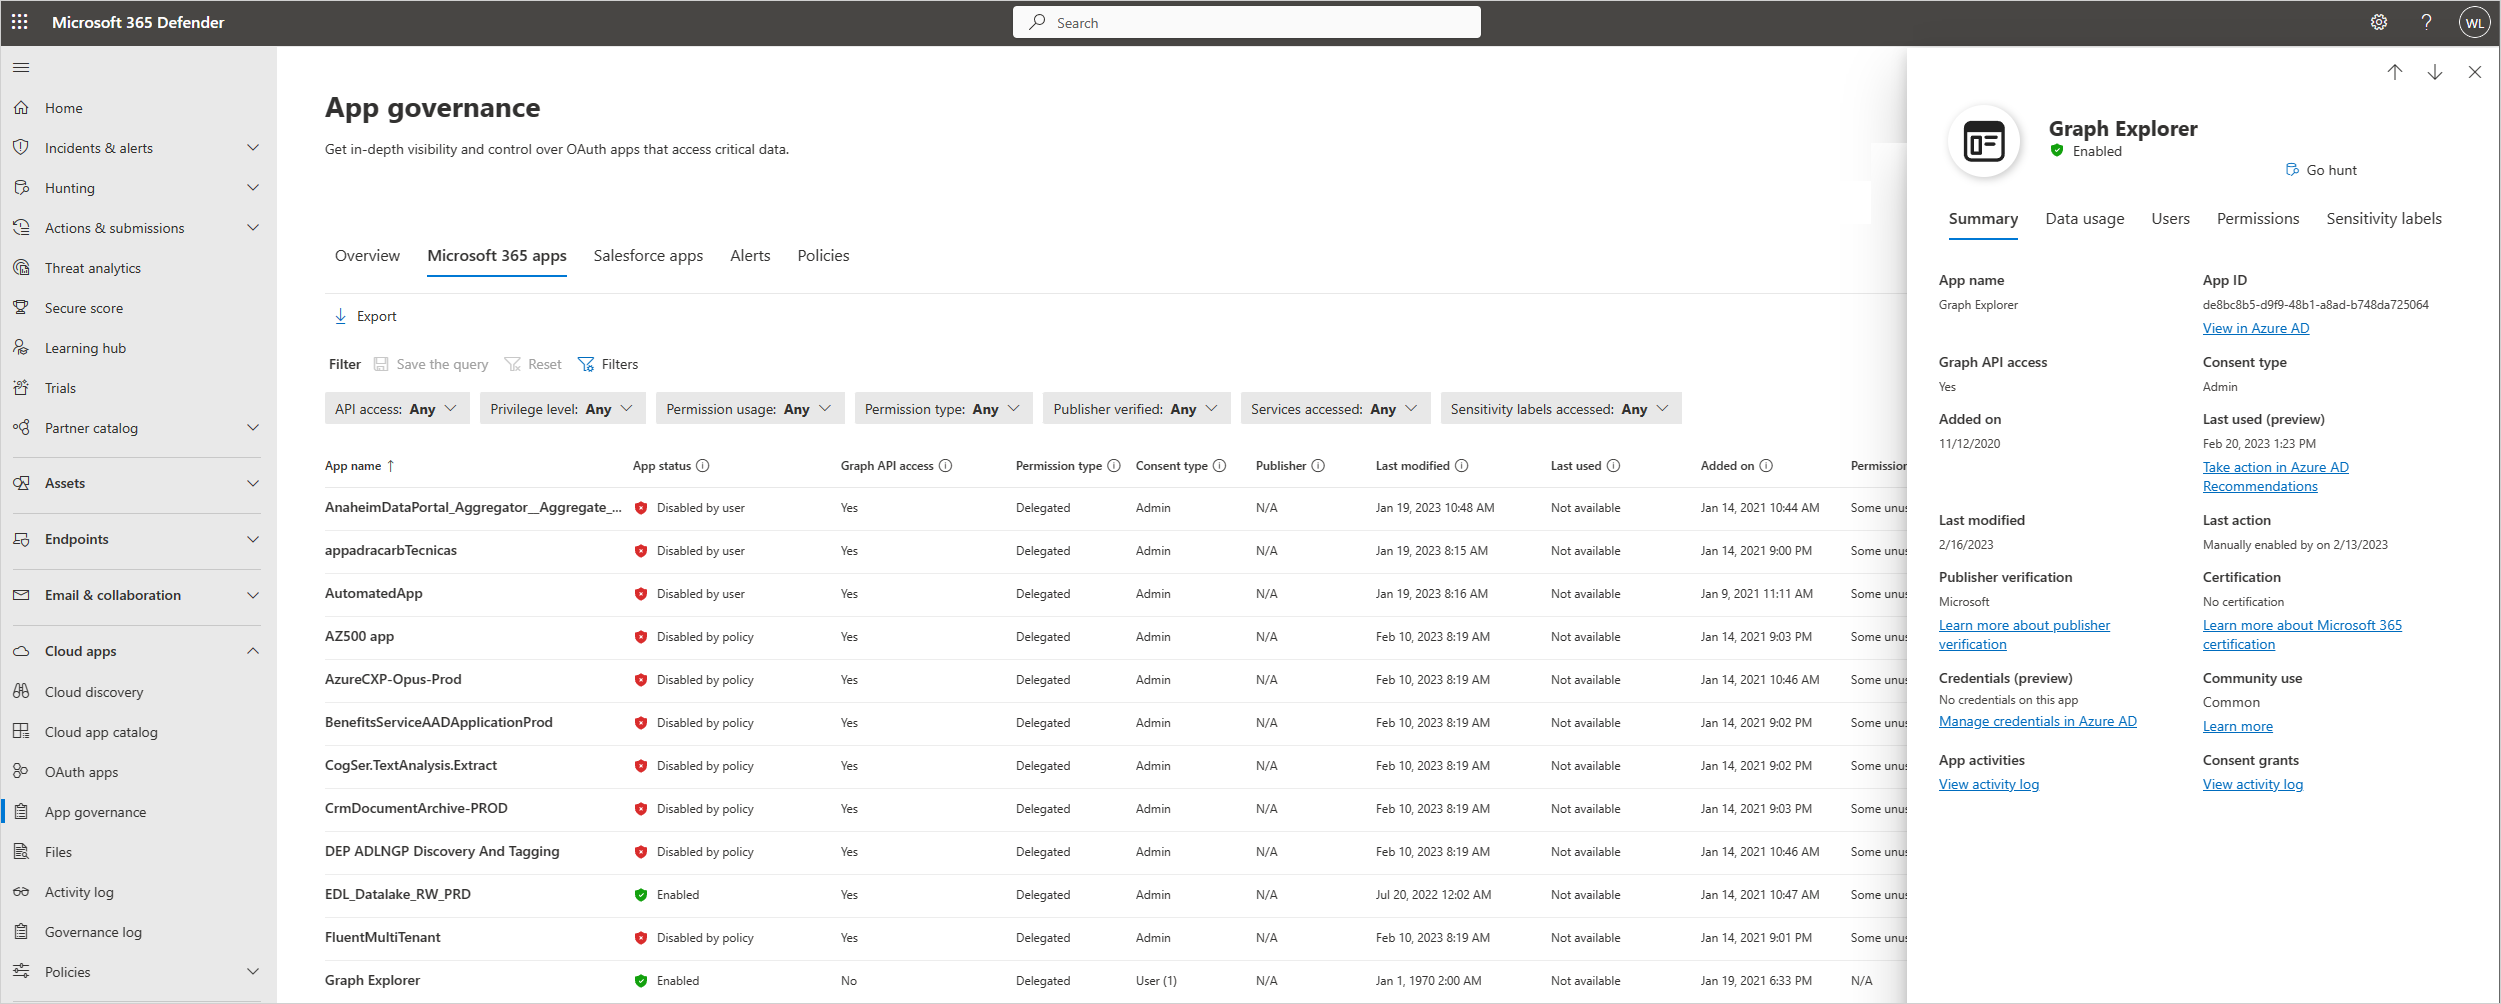 Microsoft 365 Defender
Search
WL
Home
Incidents & alerts
Hunting
Actions & submissions
Threat analytics
Secure score
Learning hub
Trials
Partner catalog
Assets
Endpoints
Email & collaboration
Cloud apps
Cloud discovery
Cloud app catalog
OAuth apps
App governance
Files
Activity log
Governance log
Policies
App governance
Get in-depth visibility and control over OAuth apps that access critical data.
Overview Microsoft 365 apps Salesforce apps Alerts Policies
Export
Filter Save the query Reset Filters
API access: Any Privilege level: Any Permission usage: Any Permission type: Any Publisher verified: Any Services accessed: Any Sensitivity labels accessed: Any
App name ↑ App status Graph API access Permission type Consent type Publisher Last modified Last used Added on Permission
AnaheimDataPortal_Aggregator__Aggregate_... Disabled by user Yes Delegated Admin N/A Jan 19, 2023 10:48 AM Not available Jan 14, 2021 10:44 AM Some unus
appadracarbTecnicas Disabled by user Yes Delegated Admin N/A Jan 19, 2023 8:15 AM Not available Jan 14, 2021 9:00 PM Some unus
AutomatedApp Disabled by user Yes Delegated Admin N/A Jan 19, 2023 8:16 AM Not available Jan 9, 2021 11:11 AM Some unus
AZ500 app Disabled by policy Yes Delegated Admin N/A Feb 10, 2023 8:19 AM Not available Jan 14, 2021 9:03 PM Some unus
AzureCXP-Opus-Prod Disabled by policy Yes Delegated Admin N/A Feb 10, 2023 8:19 AM Not available Jan 14, 2021 10:46 AM Some unus
BenefitsServiceAADApplicationProd Disabled by policy Yes Delegated Admin N/A Feb 10, 2023 8:19 AM Not available Jan 14, 2021 9:02 PM Some unus
CogSer.TextAnalysis.Extract Disabled by policy Yes Delegated Admin N/A Feb 10, 2023 8:19 AM Not available Jan 14, 2021 9:02 PM Some unus
CrmDocumentArchive-PROD Disabled by policy Yes Delegated Admin N/A Feb 10, 2023 8:19 AM Not available Jan 14, 2021 9:03 PM Some unus
DEP ADLNGP Discovery And Tagging Disabled by policy Yes Delegated Admin N/A Feb 10, 2023 8:19 AM Not available Jan 14, 2021 10:46 AM Some unus
EDL_Datalake_RW_PRD Enabled Yes Delegated Admin N/A Jul 20, 2022 12:02 AM Not available Jan 14, 2021 10:47 AM Some unus
FluentMultiTenant Disabled by policy Yes Delegated Admin N/A Feb 10, 2023 8:19 AM Not available Jan 14, 2021 9:01 PM Some unus
Graph Explorer Enabled No Delegated User (1) N/A Jan 1, 1970 2:00 AM Not available Jan 19, 2021 6:33 PM N/A
Graph Explorer
Enabled
Go hunt
Summary Data usage Users Permissions Sensitivity labels
App name
Graph Explorer
App ID
de8bc8b5-d9f9-48b1-a8ad-b748da725064
View in Azure AD
Graph API access
Yes
Consent type
Admin
Added on
11/12/2020
Last used (preview)
Feb 20, 2023 1:23 PM
Take action in Azure AD
Recommendations
Last modified
2/16/2023
Last action
Manually enabled by on 2/13/2023
Publisher verification
Microsoft
Learn more about publisher
verification
Certification
No certification
Learn more about Microsoft 365
certification
Credentials (preview)
No credentials on this app
Manage credentials in Azure AD
Community use
Common
Learn more
App activities
View activity log
Consent grants
View activity log